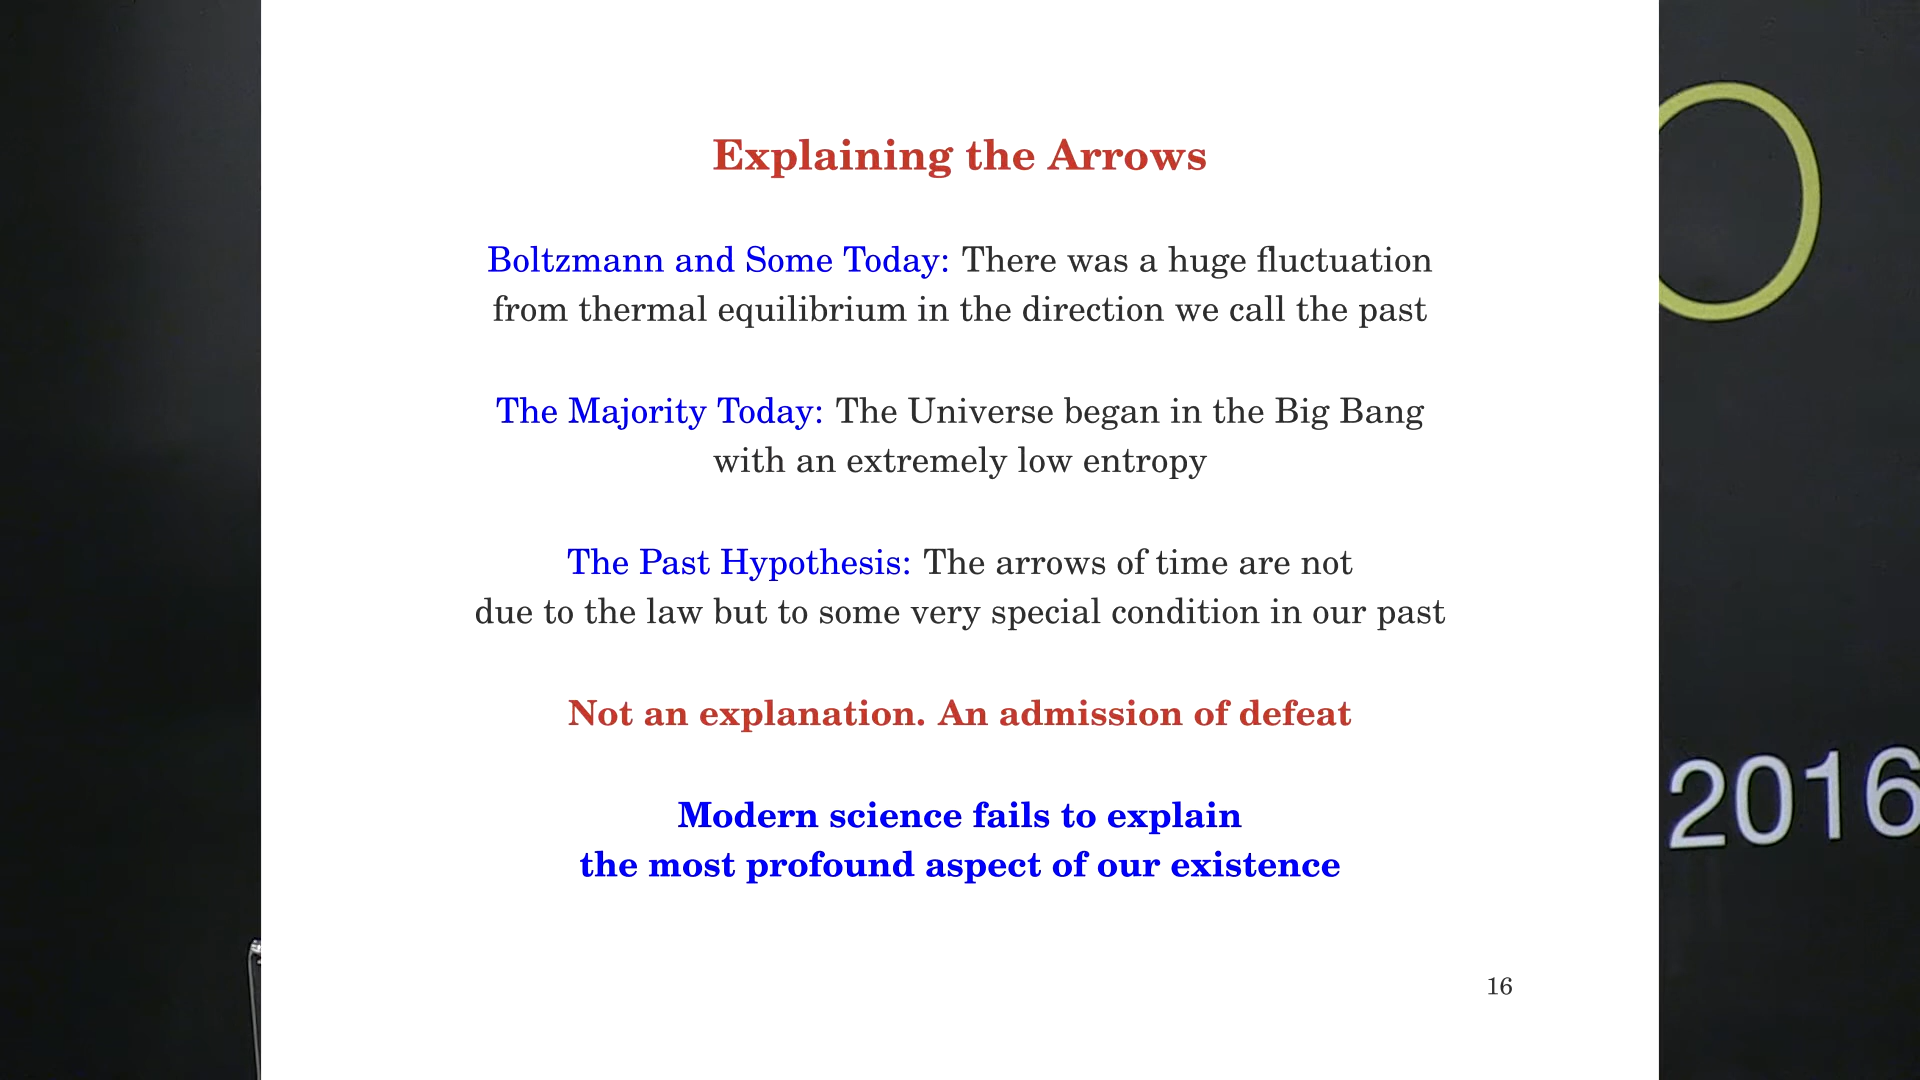 Explaining the Arrows
Boltzmann and Some Today: There was a huge fluctuation
from thermal equilibrium in the direction we call the past
The Majority Today: The Universe began in the Big Bang
with an extremely low entropy
The Past Hypothesis: The arrows of time are not
due to the law but to some very special condition in our past
Not an explanation. An admission of defeat
Modern science fails to explain
the most profound aspect of our existence
16
2016